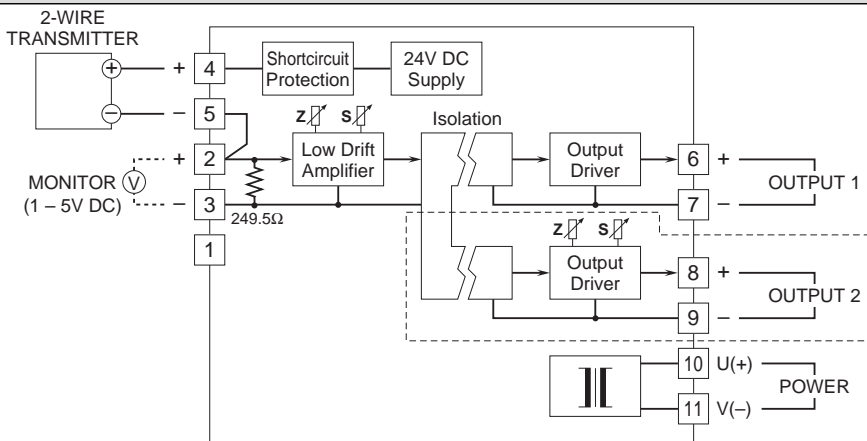 2-WIRE
TRANSMITTER
+
–
+
4
–
5
Shortcircuit
Protection
24V DC
Supply
Z
S
Isolation
Low Drift
Amplifier
Output
Driver
MONITOR
(1 – 5V DC)
V
+
2
–
3
249.5Ω
1
6
+
7
–
OUTPUT 1
Z
S
Output
Driver
8
+
9
–
OUTPUT 2
10
U(+)
11
V(–)
POWER